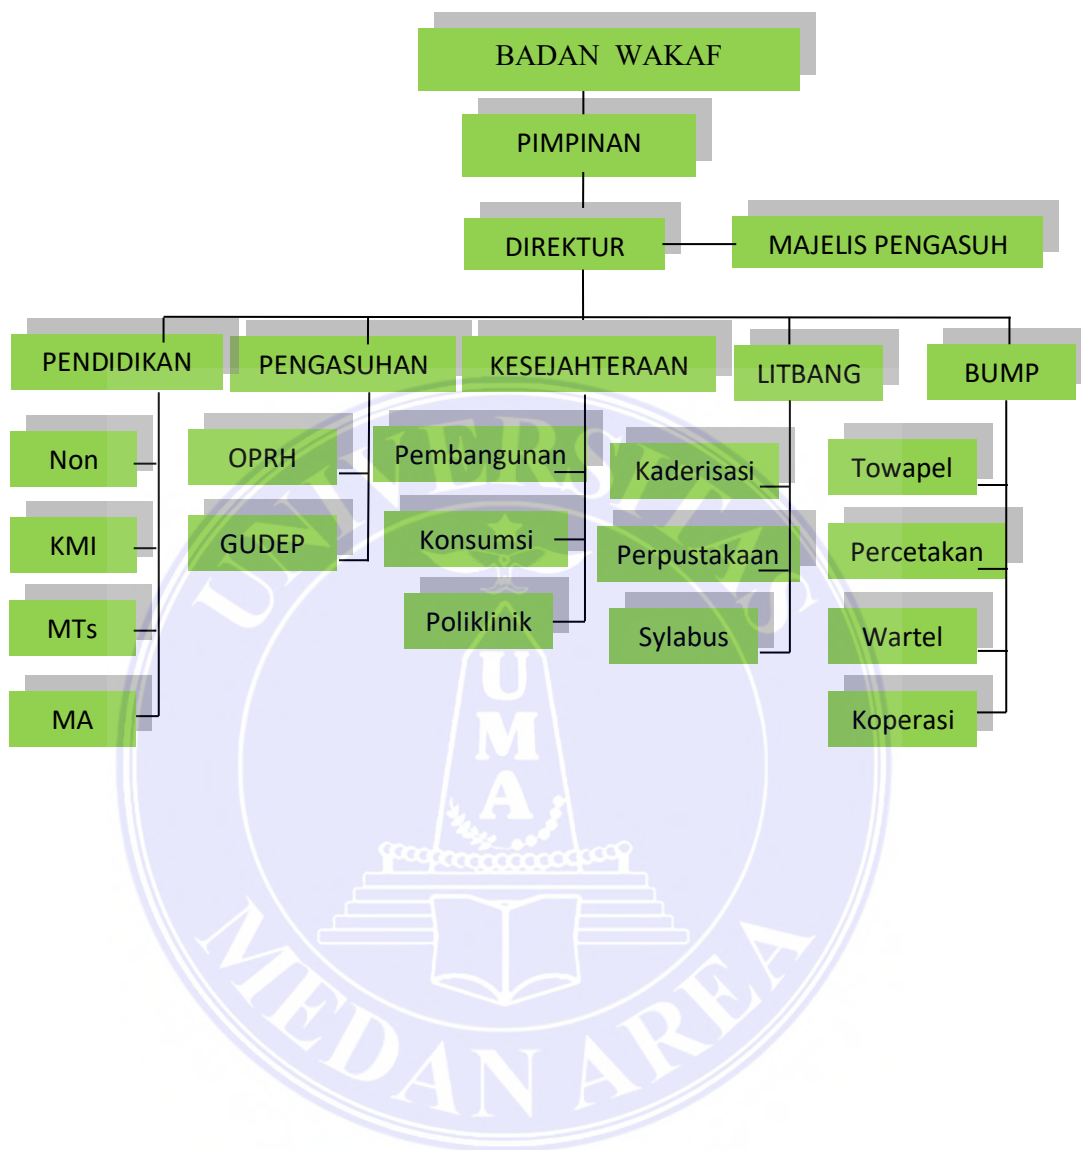 BADAN WAKAF
PIMPINAN
DIREKTUR
MAJELIS PENGASUH
PENDIDIKAN
PENGASUHAN
KESEJAHTERAAN
LITBANG
BUMP
Non
KMI
MTs
MA
OPRH
GUDEP
Pembangunan
Konsumsi
Poliklinik
Kaderisasi
Perpustakaan
Sylabus
Towapel
Percetakan
Wartel
Koperasi
UNIVERSITAS
UMA
MEDAN AREA